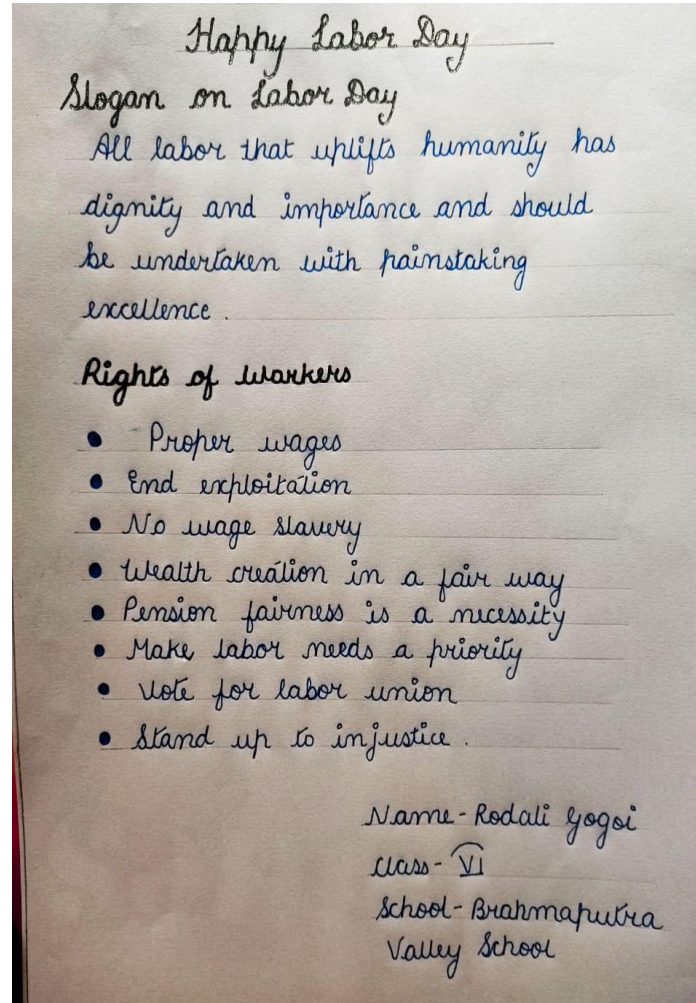 Happy Labor Day
Slogan on Labor Day
All labor that uplifts humanity has
dignity and importance and should
be undertaken with painstaking
excellence.
Rights of workers
• Proper wages
• End exploitation
• No wage slavery
• Wealth creation in a fair way
• Pension fairness is a necessity
• Make labor needs a priority
• Vote for labor union
• Stand up to injustice.
Name - Rodali Gogoi
Class - VI
School - Brahmaputra
Valley School